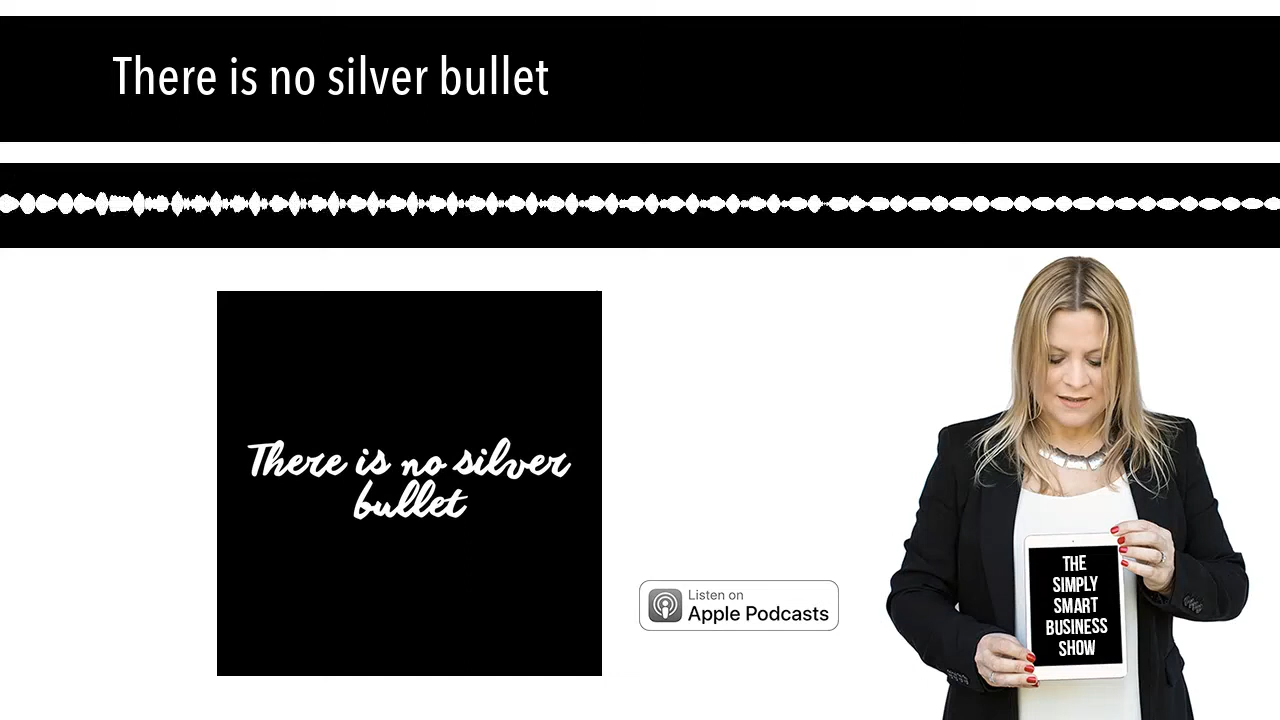 There is no silver bullet
There is no silver
bullet
Listen on
Apple Podcasts
THE
SIMPLY
SMART
BUSINESS
SHOW